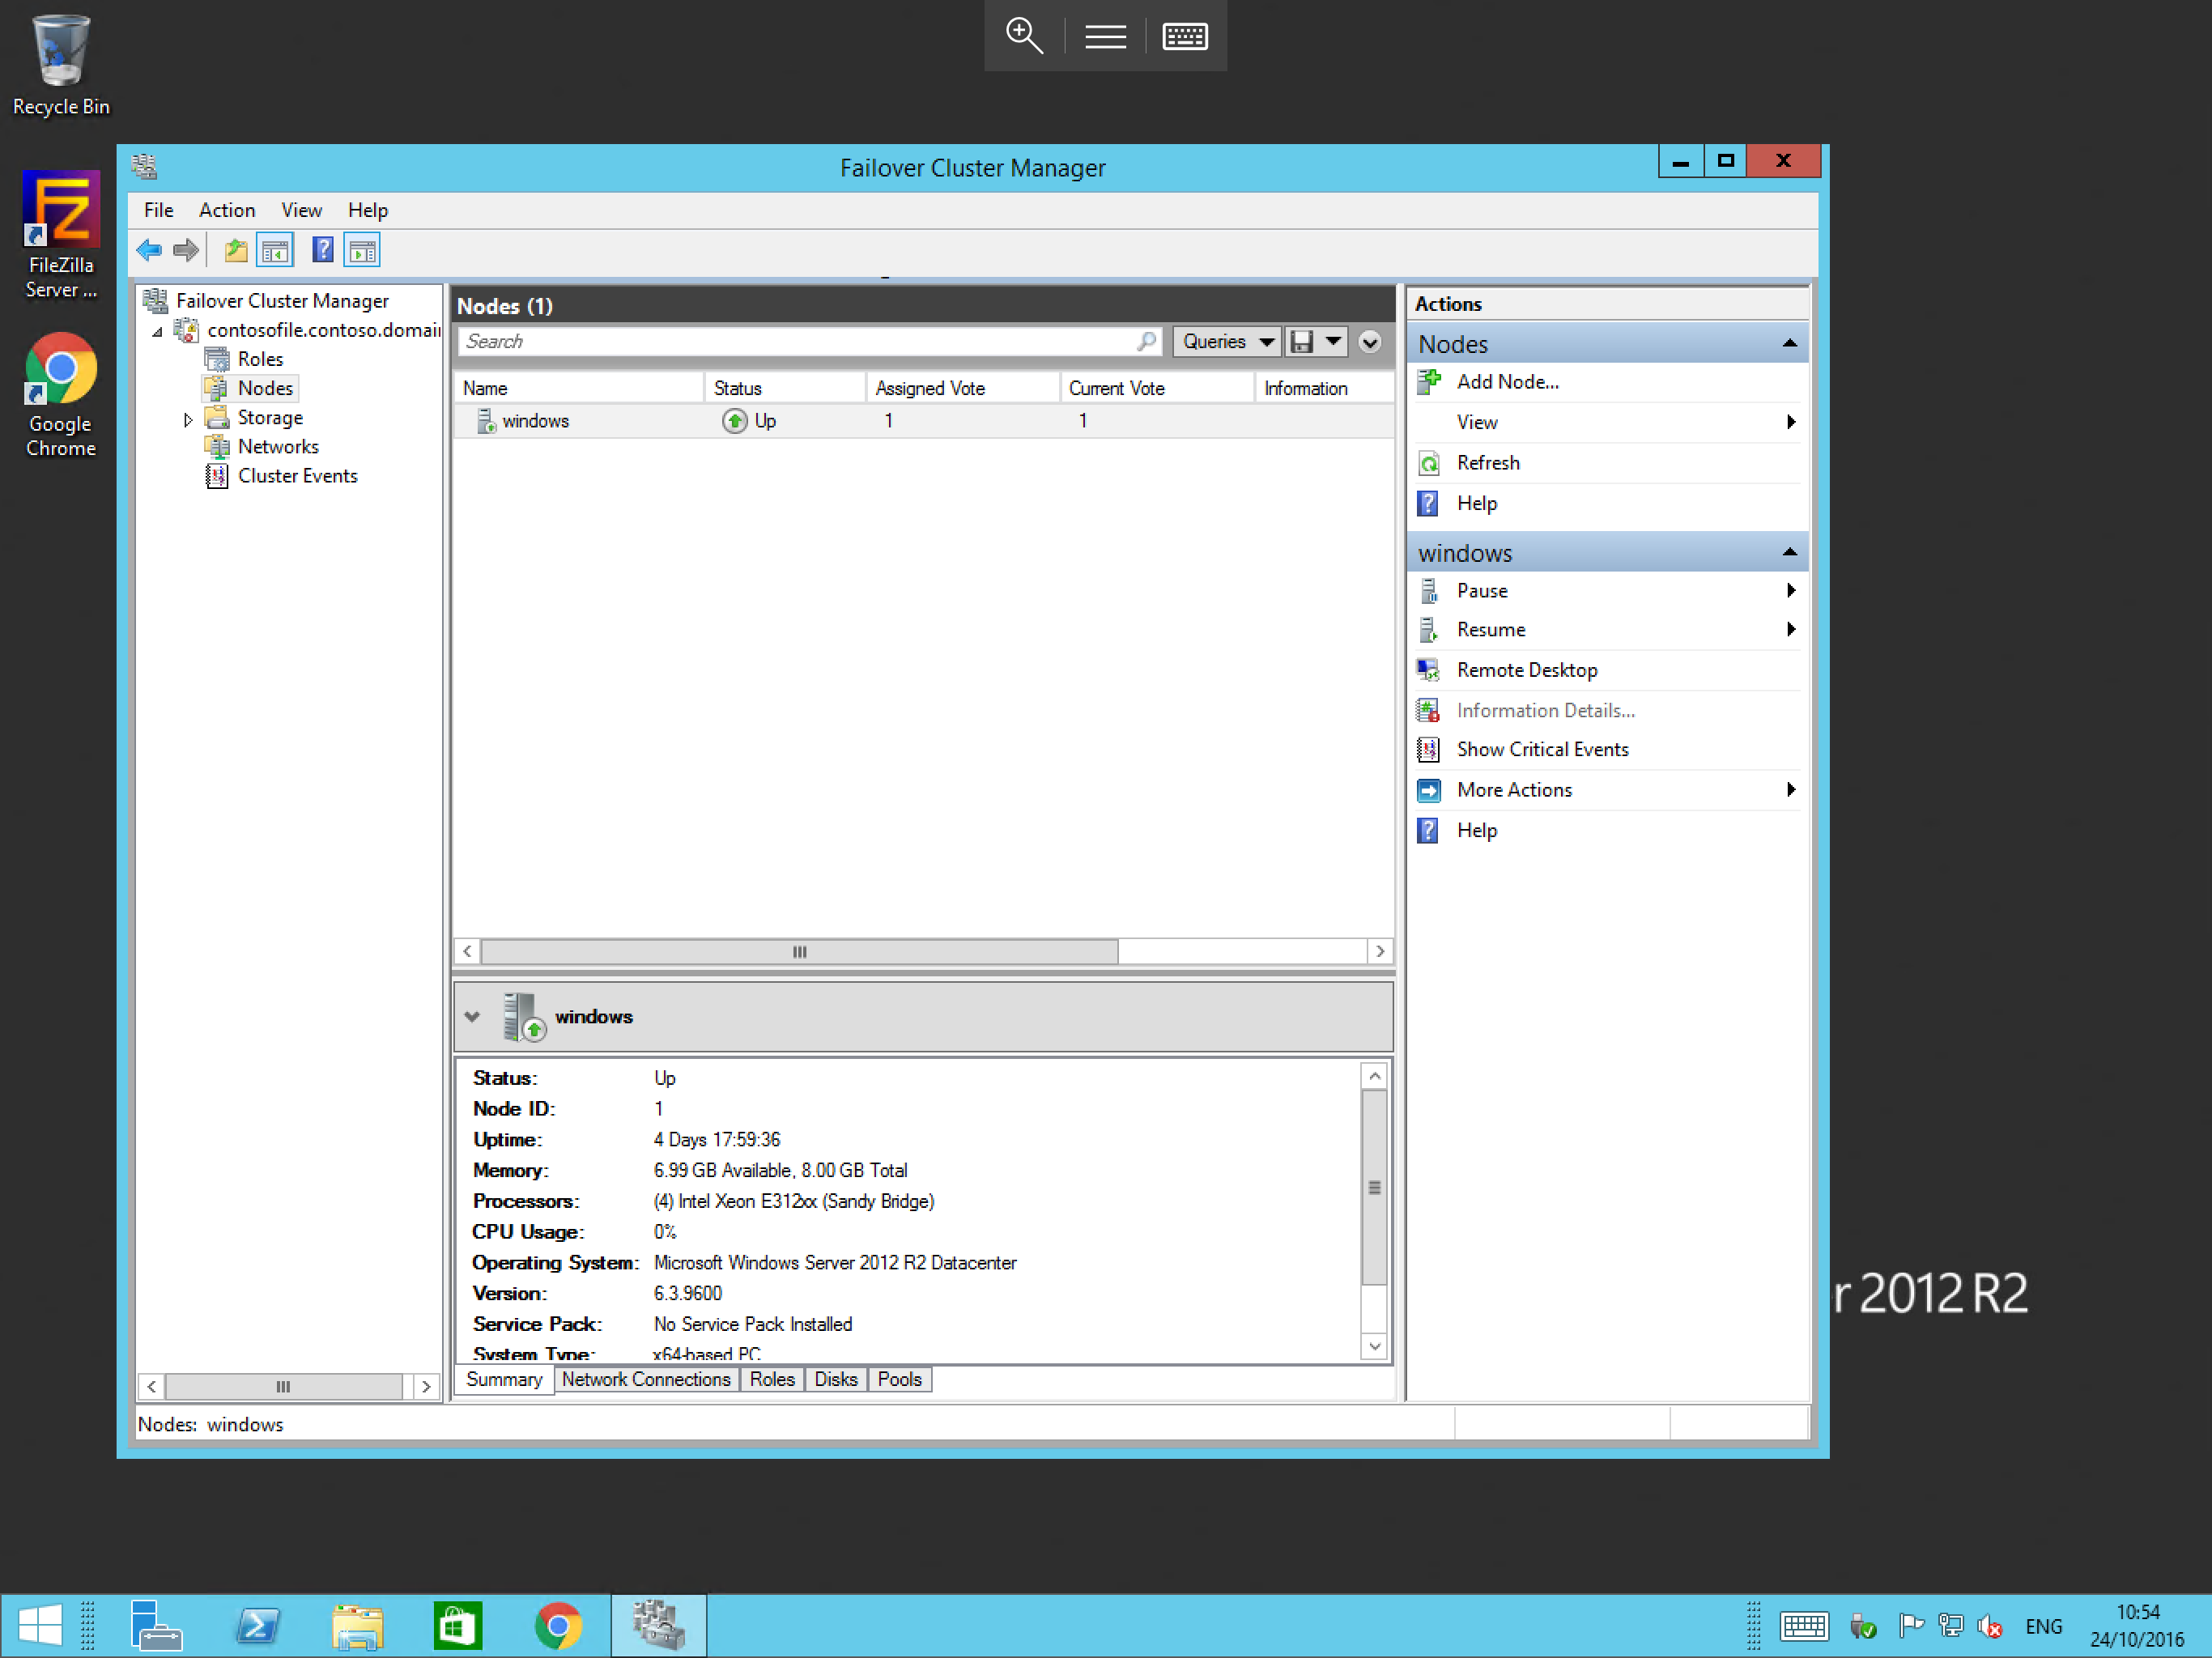 Recycle Bin
FileZilla
Server ...
Google
Chrome
Failover Cluster Manager
File Action View Help
Failover Cluster Manager
contosofile.contoso.domai
Roles
Nodes
Storage
Networks
Cluster Events
Nodes (1)
Search
Queries
Name Status Assigned Vote Current Vote Information
windows Up 1 1
windows
Status: Up
Node ID: 1
Uptime: 4 Days 17:59:36
Memory: 6.99 GB Available, 8.00 GB Total
Processors: (4) Intel Xeon E312xx (Sandy Bridge)
CPU Usage: 0%
Operating System: Microsoft Windows Server 2012 R2 Datacenter
Version: 6.3.9600
Service Pack: No Service Pack Installed
System Type: x64-based PC
Summary Network Connections Roles Disks Pools
Actions
Nodes
Add Node...
View
Refresh
Help
windows
Pause
Resume
Remote Desktop
Information Details...
Show Critical Events
More Actions
Help
Nodes: windows
r 2012 R2
ENG
10:54
24/10/2016